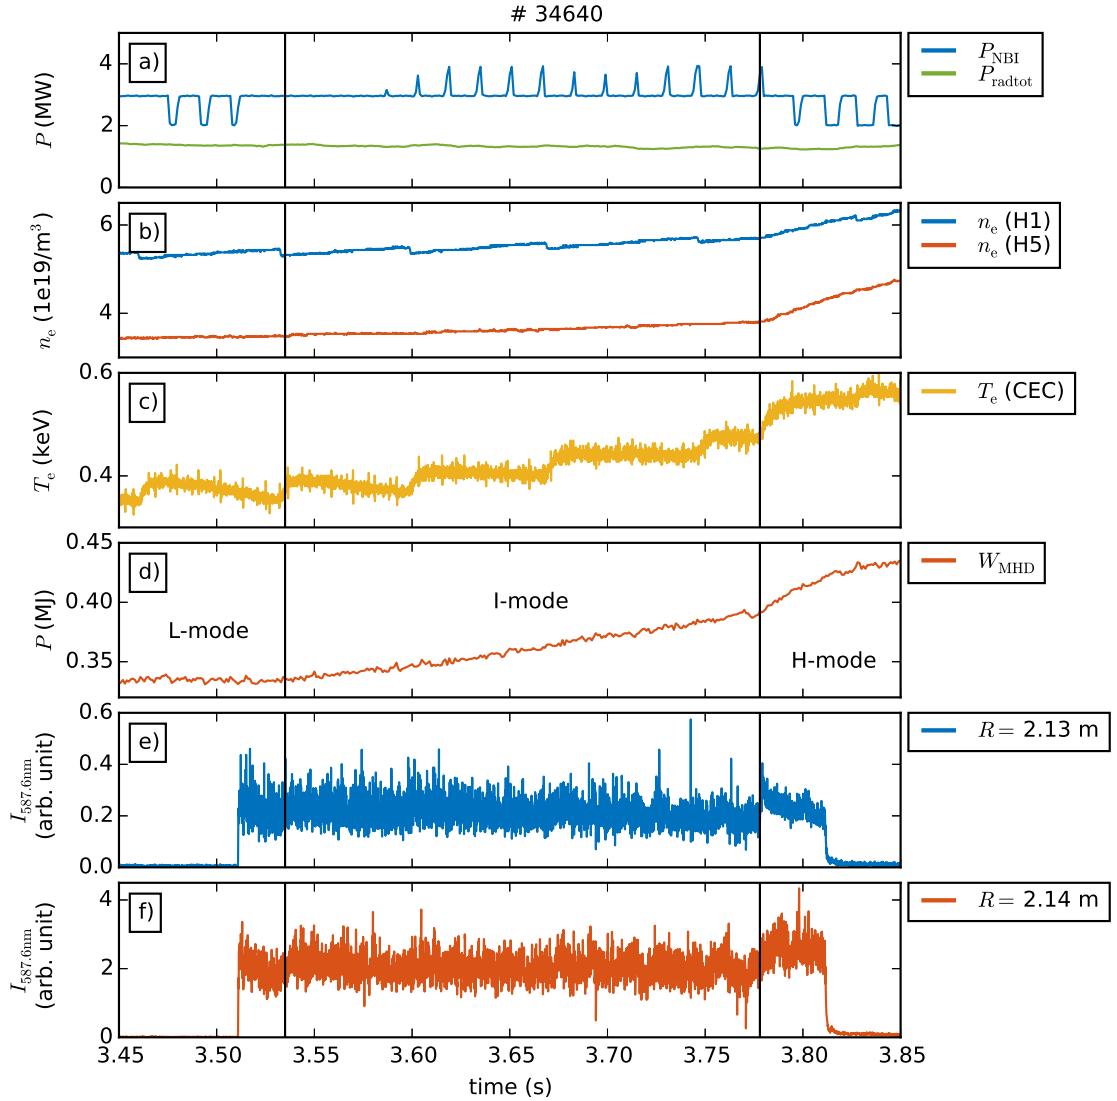 # 34640
a)
P (MW)
4
2
0
P_NBI
P_radtot
b)
n_e (1e19/m^3)
6
4
n_e (H1)
n_e (H5)
c)
T_e (keV)
0.6
0.4
T_e (CEC)
d)
P (MJ)
0.45
0.40
0.35
L-mode
I-mode
H-mode
W_MHD
e)
I_587.6nm
(arb. unit)
0.6
0.4
0.2
0.0
R = 2.13 m
f)
I_587.6nm
(arb. unit)
4
2
0
R = 2.14 m
3.45 3.50 3.55 3.60 3.65 3.70 3.75 3.80 3.85
time (s)